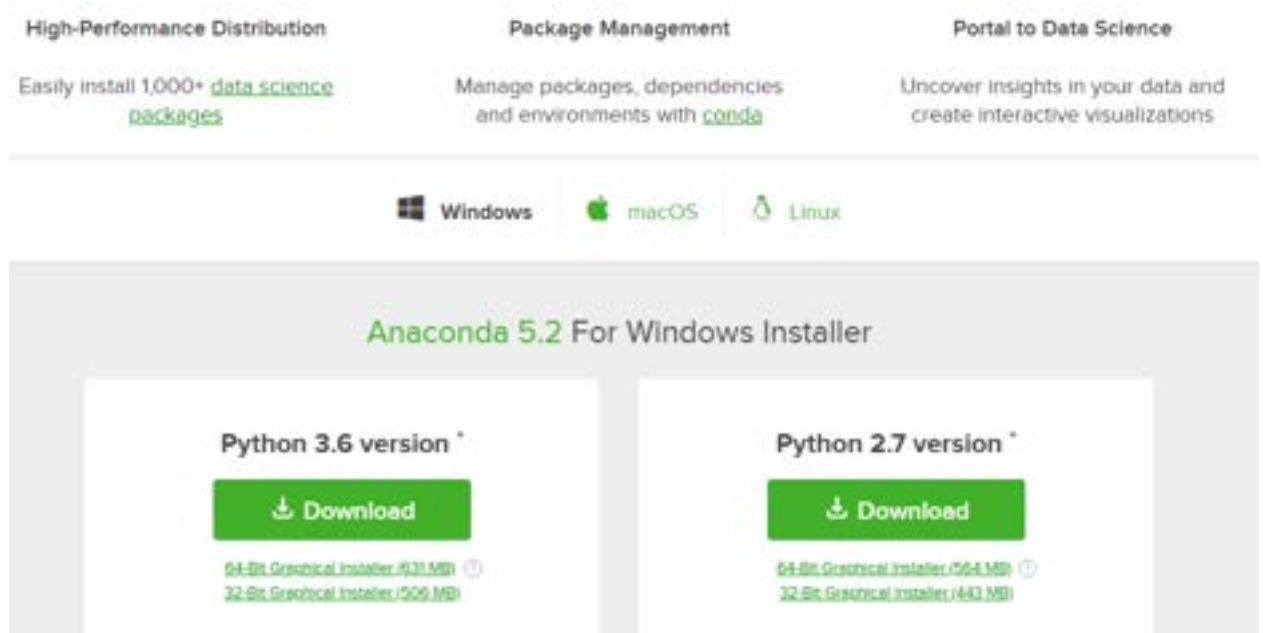 High-Performance Distribution
Easily install 1,000+ data science
packages
Package Management
Manage packages, dependencies
and environments with conda
Portal to Data Science
Uncover insights in your data and
create interactive visualizations
Windows
macOS
Linux
Anaconda 5.2 For Windows Installer
Python 3.6 version *
Download
64-Bit Graphical Installer (631 MB) ?
32-Bit Graphical Installer (506 MB)
Python 2.7 version *
Download
64-Bit Graphical Installer (564 MB) ?
32-Bit Graphical Installer (443 MB)